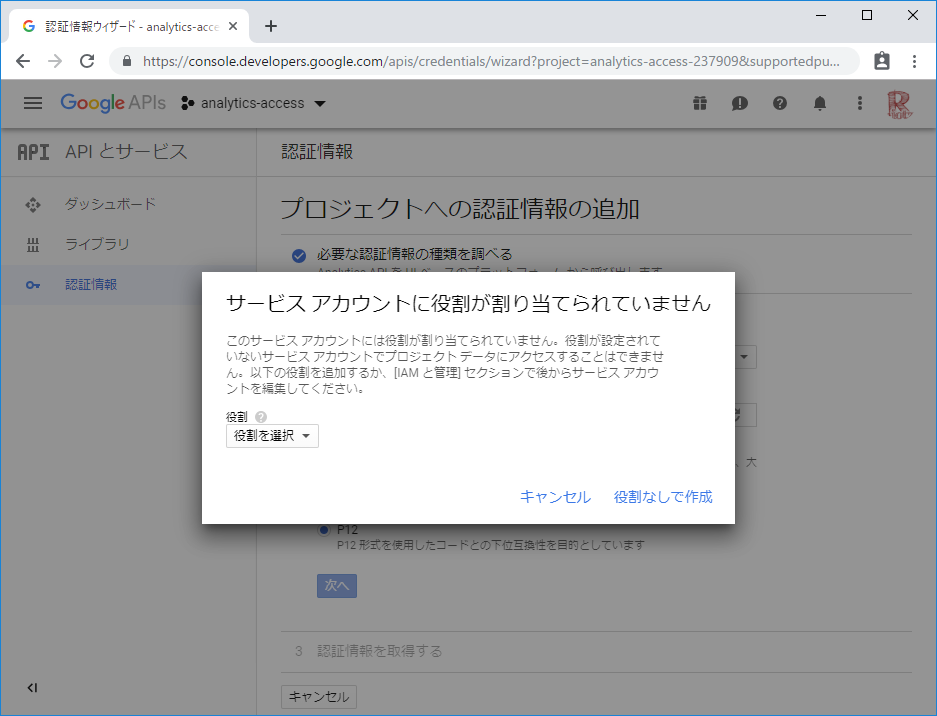 認証情報ウィザード - analytics-acce
https://console.developers.google.com/apis/credentials/wizard?project=analytics-access-237909&supportedpu...
Google APIs
analytics-access
API
API とサービス
認証情報
ダッシュボード
ライブラリ
認証情報
プロジェクトへの認証情報の追加
必要な認証情報の種類を調べる
サービス アカウントに役割が割り当てられていません
このサービス アカウントには役割が割り当てられていません。役割が設定されて
いないサービス アカウントでプロジェクト データにアクセスすることはできませ
ん。以下の役割を追加するか、[IAM と管理] セクションで後からサービス アカウ
ントを編集してください。
役割
役割を選択
、大
キャンセル
役割なしで作成
P12
P12 形式を使用したコードとの下位互換性を目的としています
次へ
3 認証情報を取得する
キャンセル